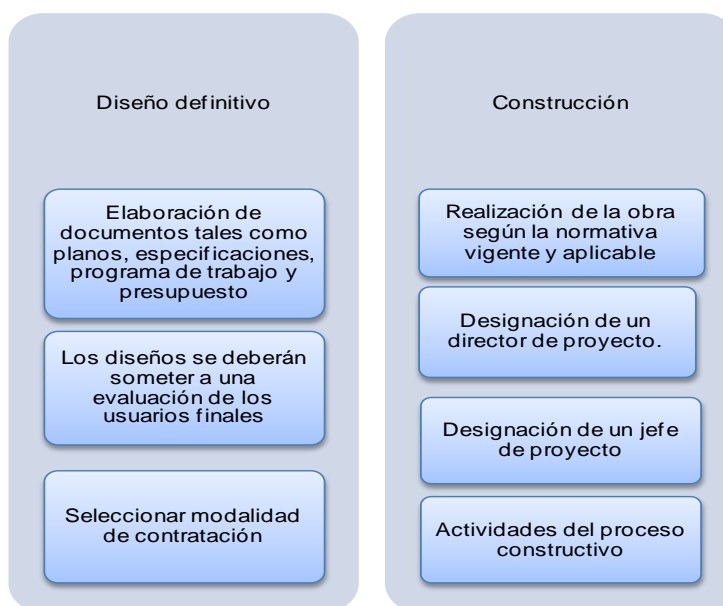 Diseño definitivo
Elaboración de
documentos tales como
planos, especificaciones,
programa de trabajo y
presupuesto
Los diseños se deberán
someter a una
evaluación de los
usuarios finales
Seleccionar modalidad
de contratación
Construcción
Realización de la obra
según la normativa
vigente y aplicable
Designación de un
director de proyecto.
Designación de un jefe
de proyecto
Actividades del proceso
constructivo